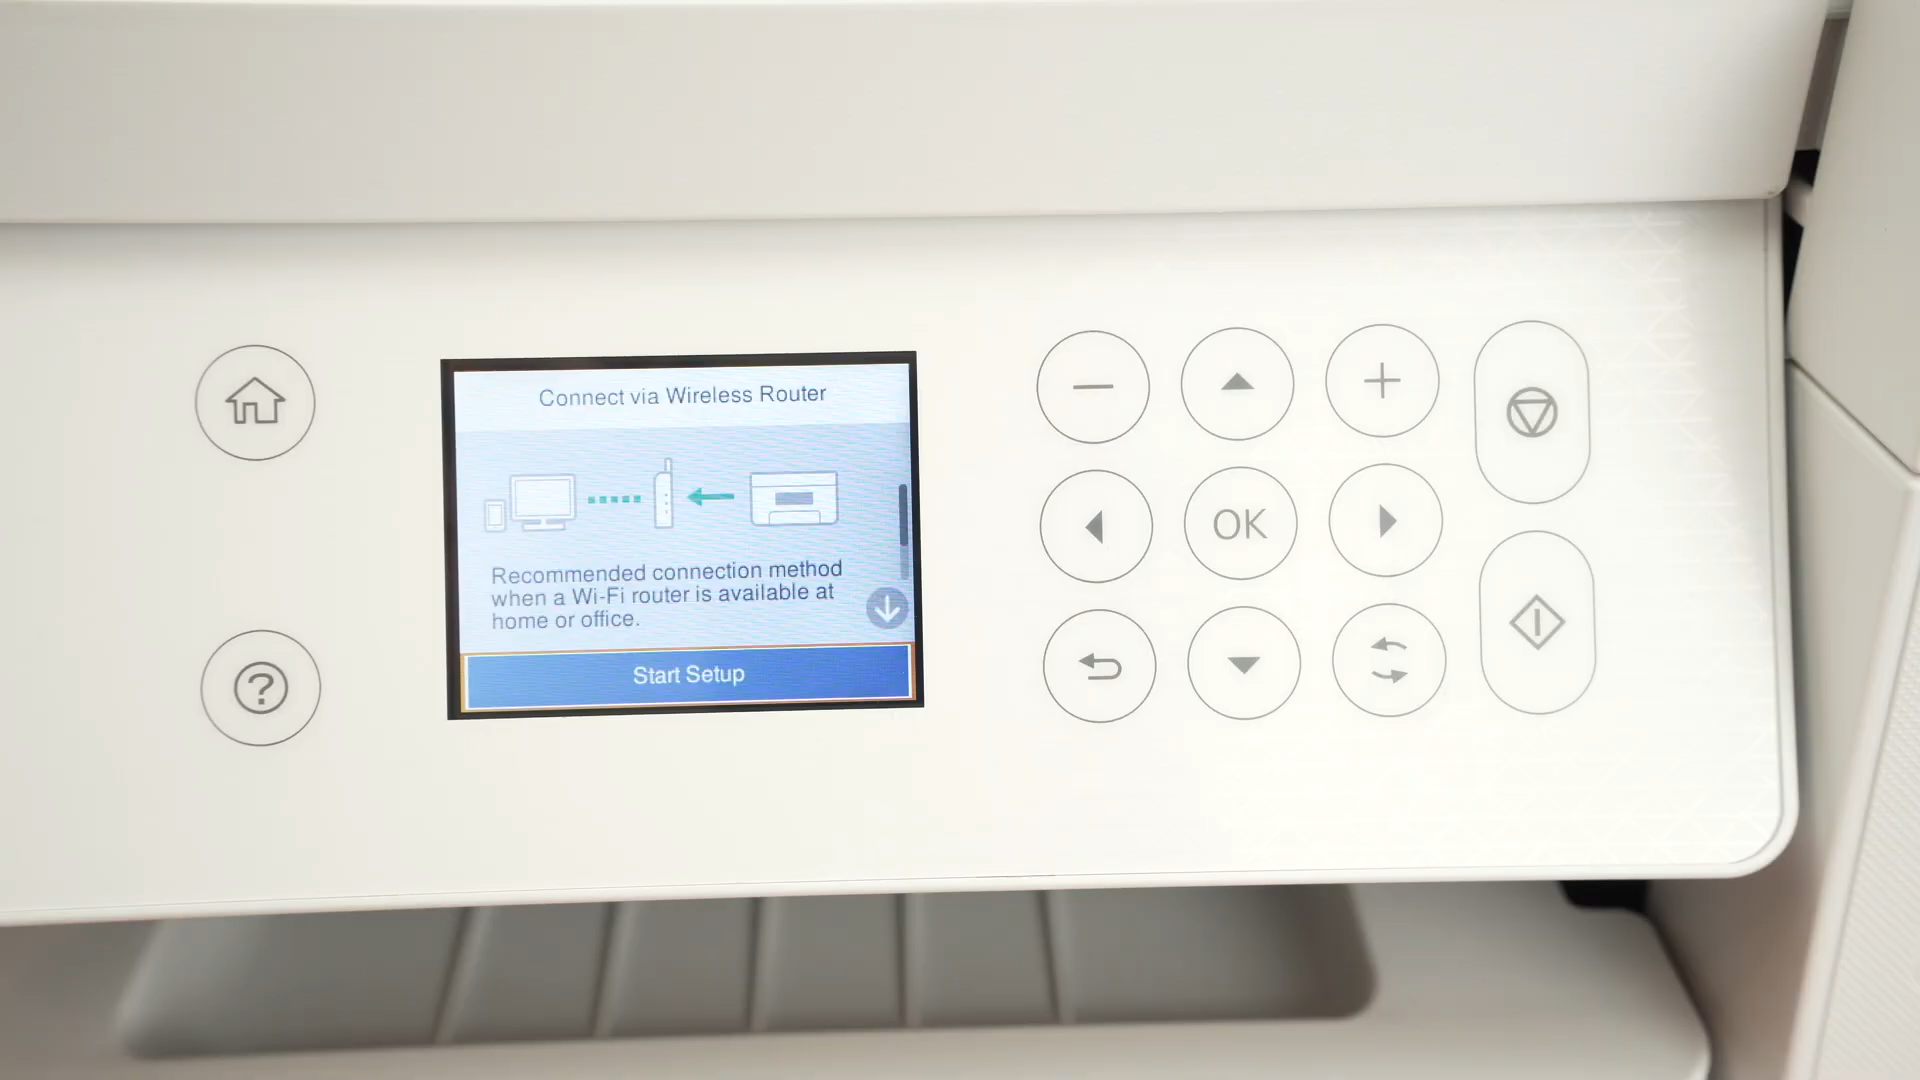 Connect via Wireless Router
Recommended connection method
when a Wi-Fi router is available at
home or office.
Start Setup
OK